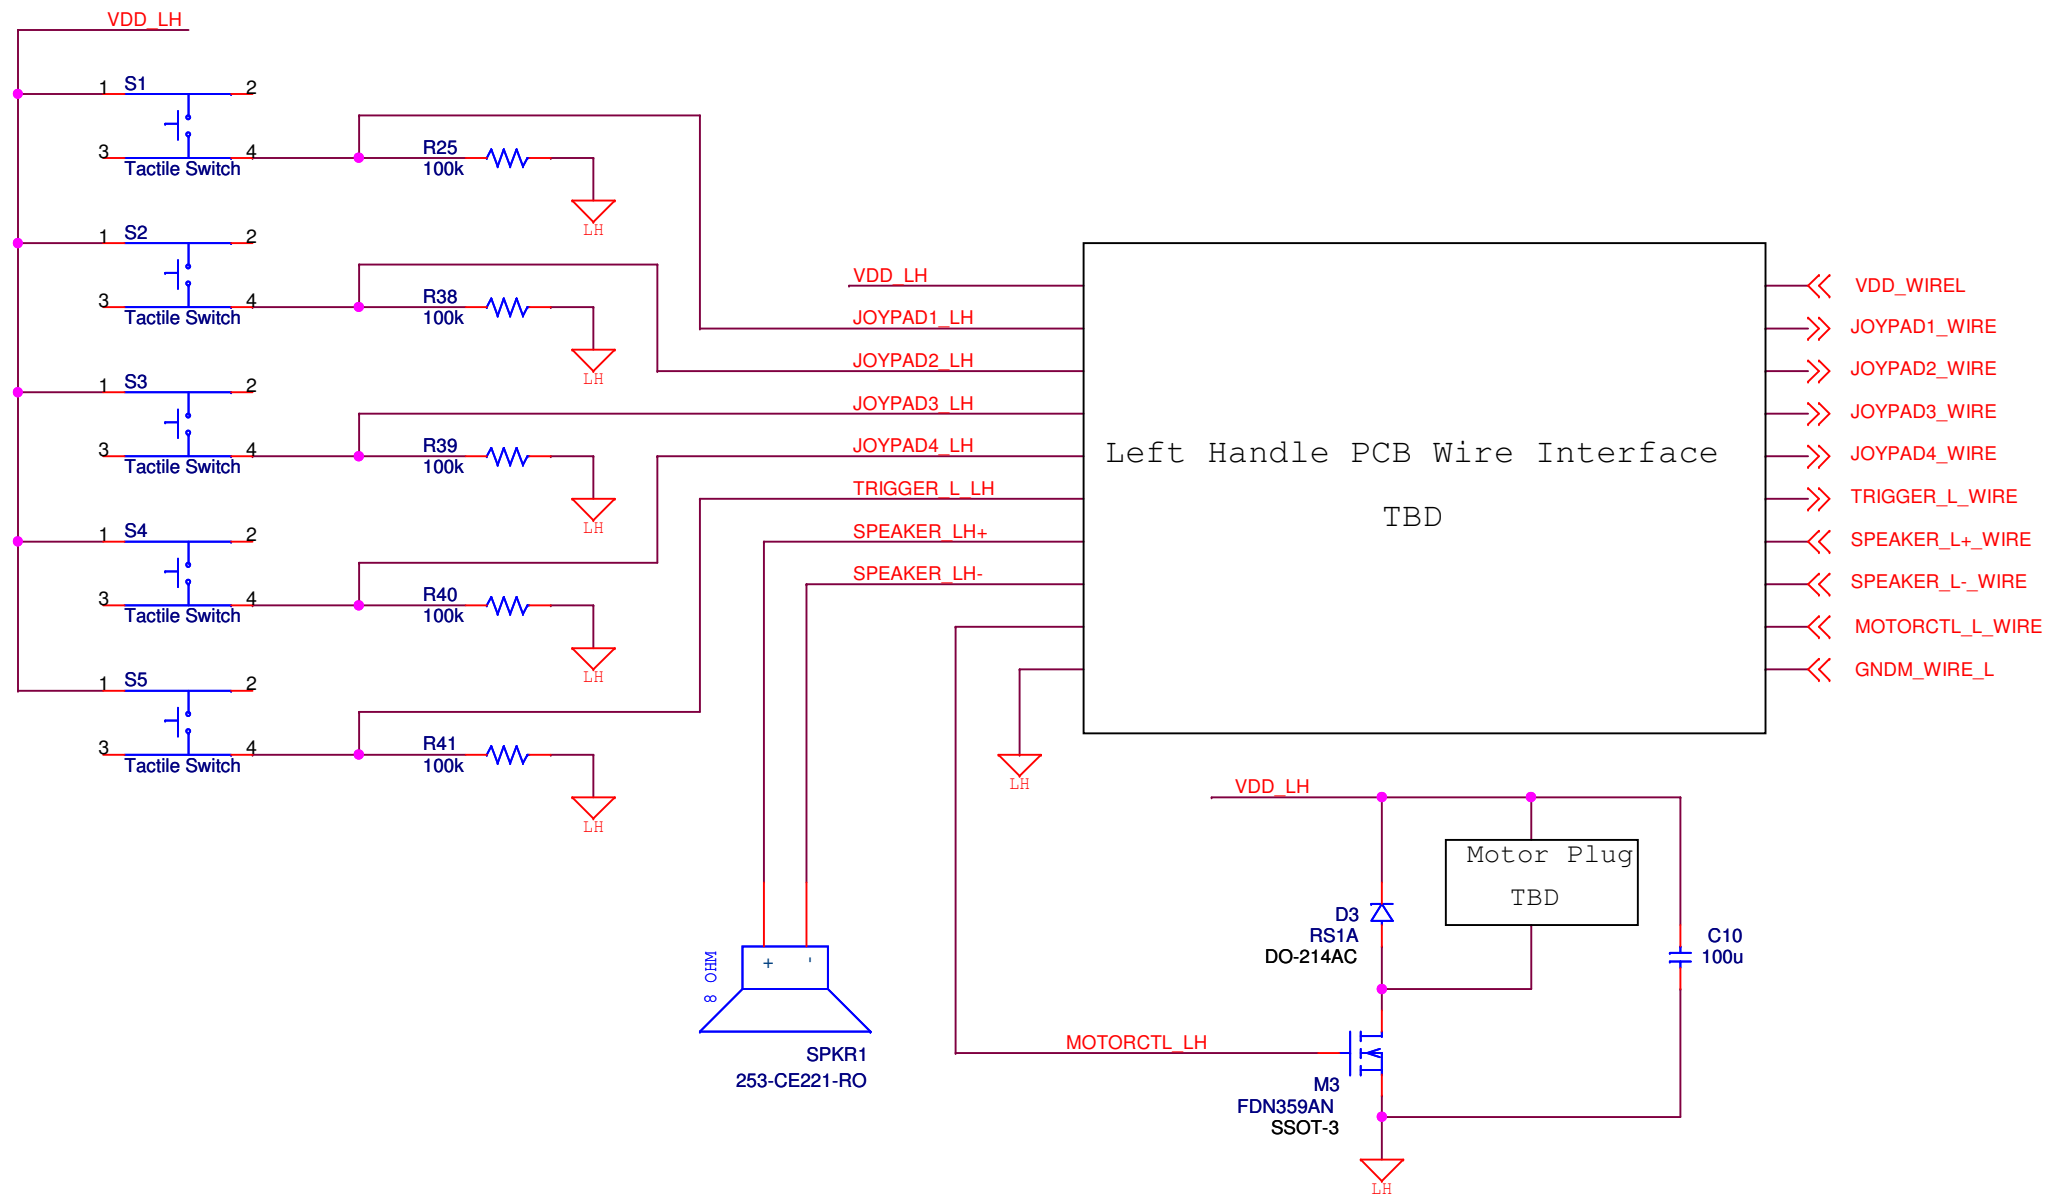 VDD_LH
1 S1 2
3 4
Tactile Switch
R25
100k
LH
1 S2 2
3 4
Tactile Switch
R38
100k
LH
1 S3 2
3 4
Tactile Switch
R39
100k
LH
1 S4 2
3 4
Tactile Switch
R40
100k
LH
1 S5 2
3 4
Tactile Switch
R41
100k
LH
VDD_LH
JOYPAD1_LH
JOYPAD2_LH
JOYPAD3_LH
JOYPAD4_LH
TRIGGER_L_LH
SPEAKER_LH+
SPEAKER_LH-
LH
Left Handle PCB Wire Interface
TBD
VDD_WIREL
JOYPAD1_WIRE
JOYPAD2_WIRE
JOYPAD3_WIRE
JOYPAD4_WIRE
TRIGGER_L_WIRE
SPEAKER_L+_WIRE
SPEAKER_L-_WIRE
MOTORCTL_L_WIRE
GNDM_WIRE_L
8 OHM
+ -
SPKR1
253-CE221-RO
VDD_LH
Motor Plug
TBD
D3
RS1A
DO-214AC
C10
100u
MOTORCTL_LH
M3
FDN359AN
SSOT-3
LH